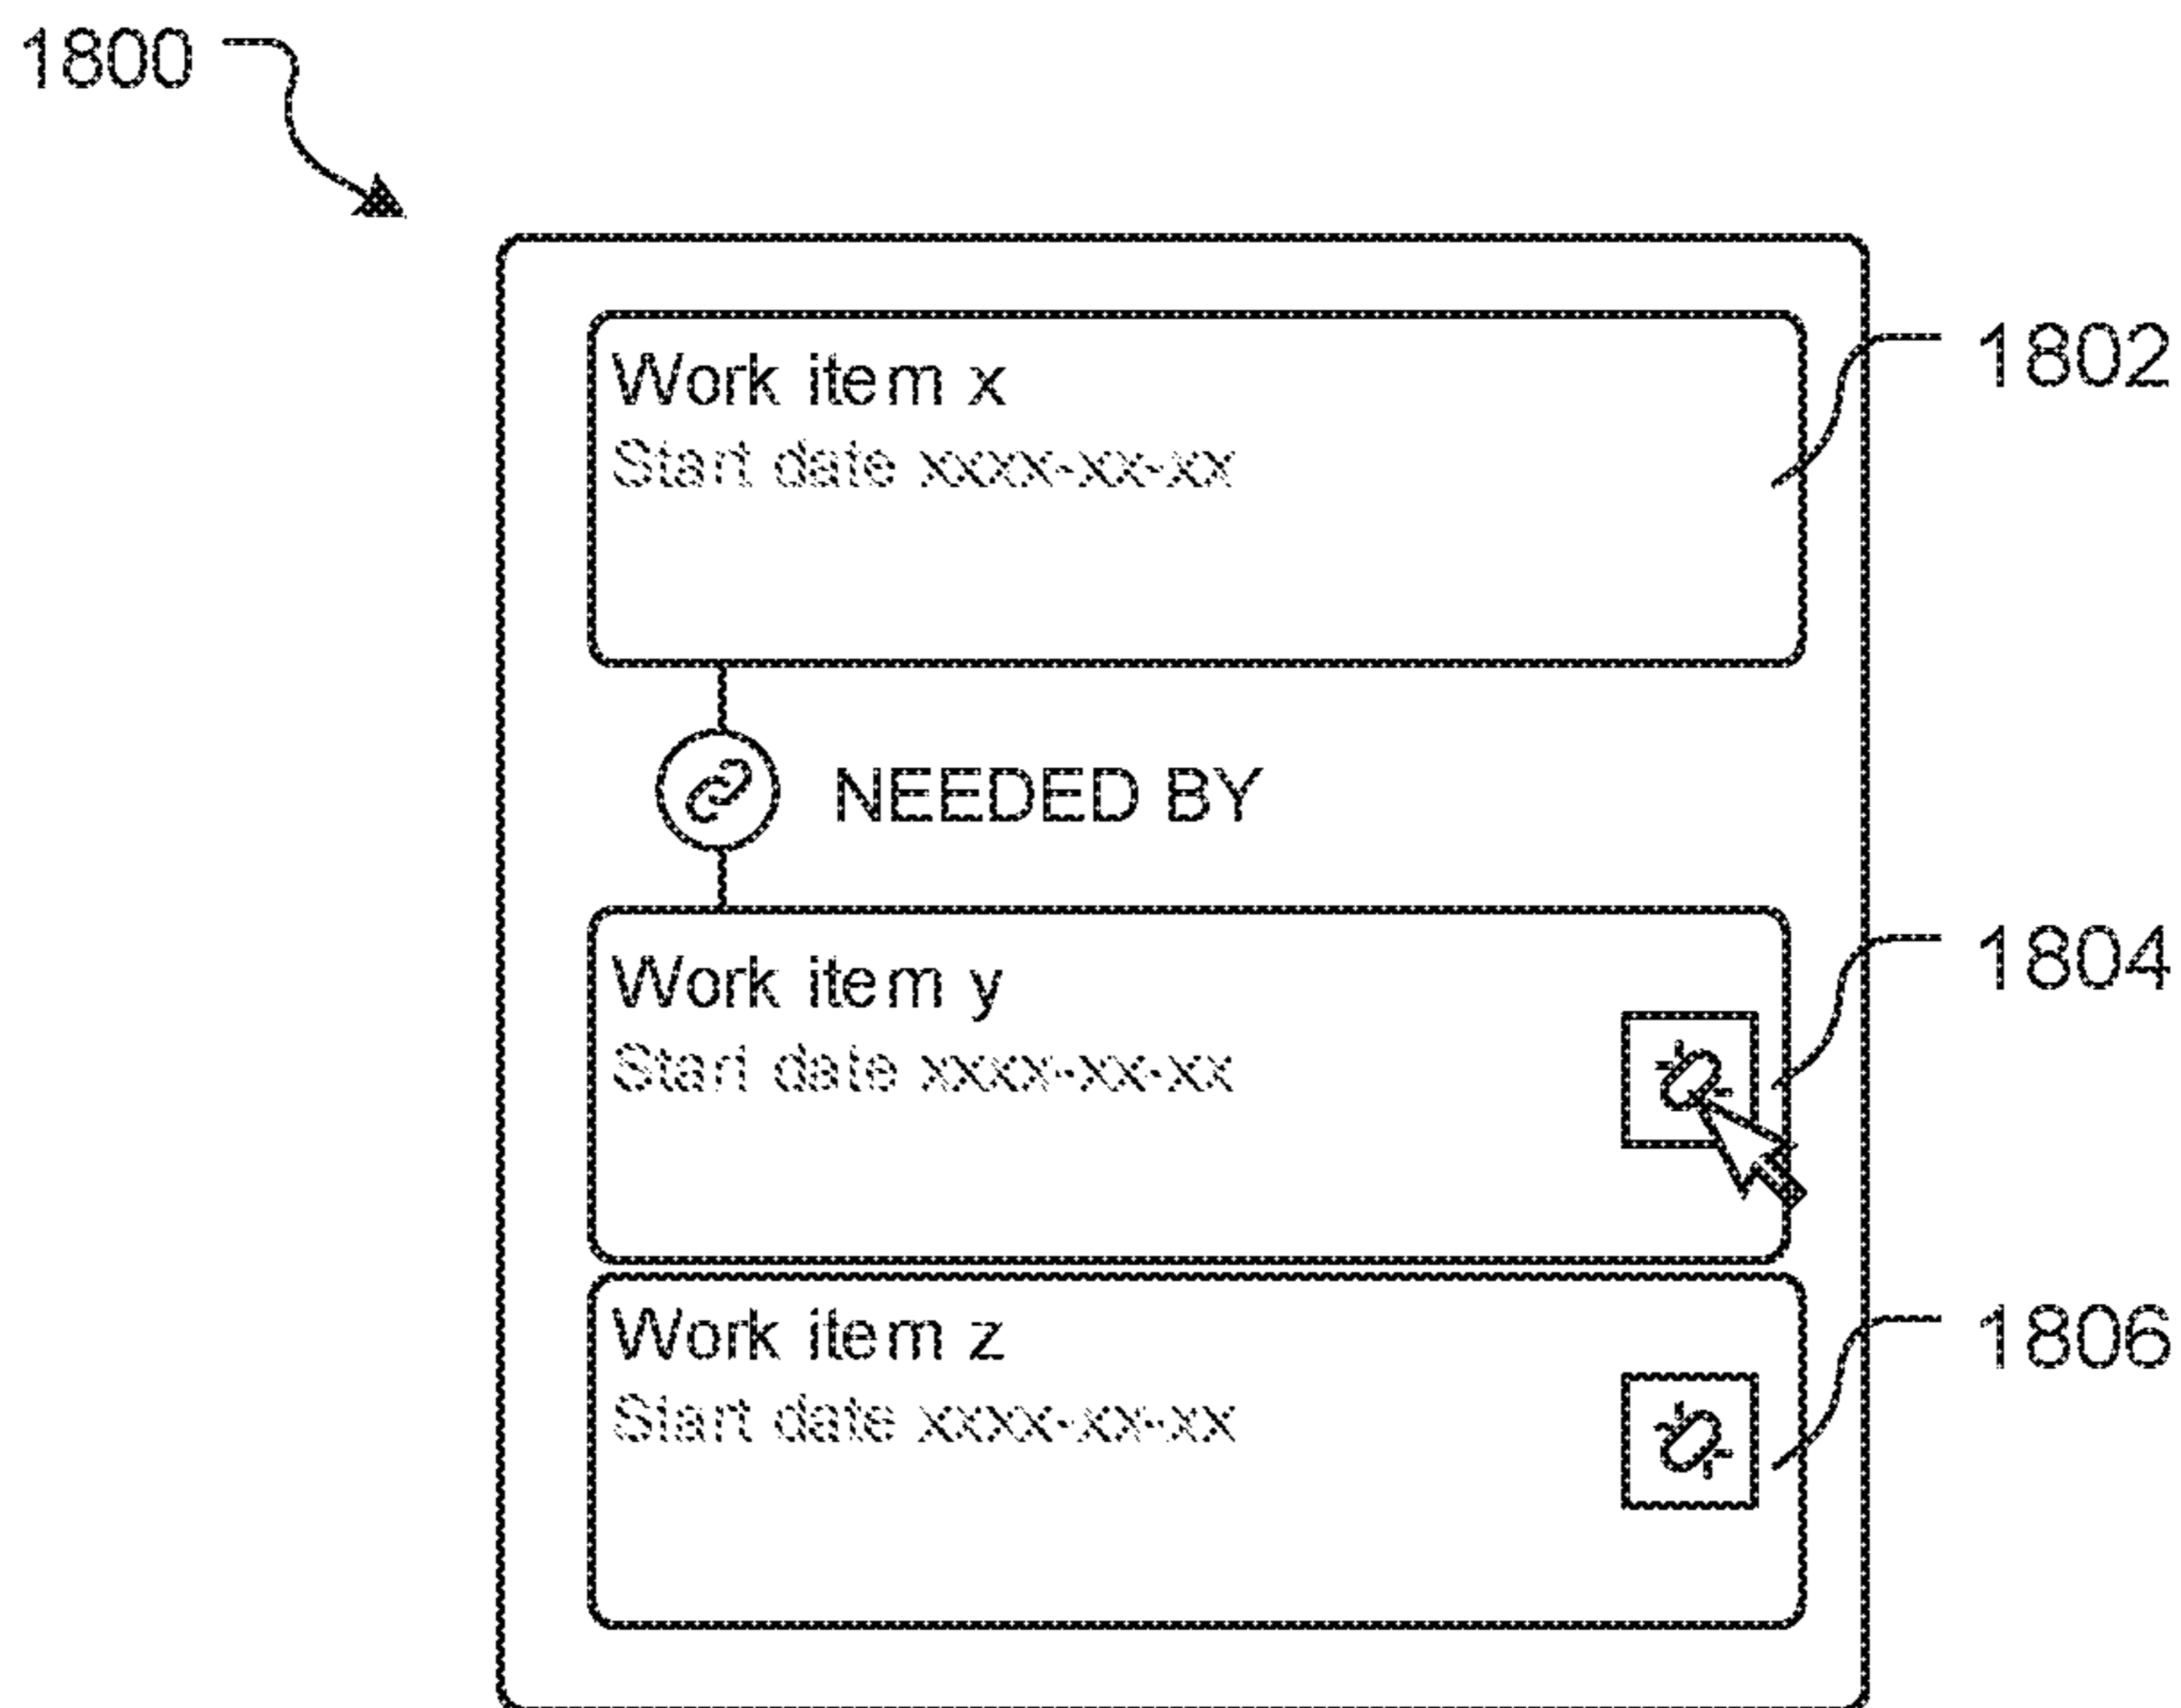 1800
Work item x
Start date xxxx-xx-xx
1802
NEEDED BY
Work item y
Start date xxxx-xx-xx
1804
Work item z
Start date xxxx-xx-xx
1806